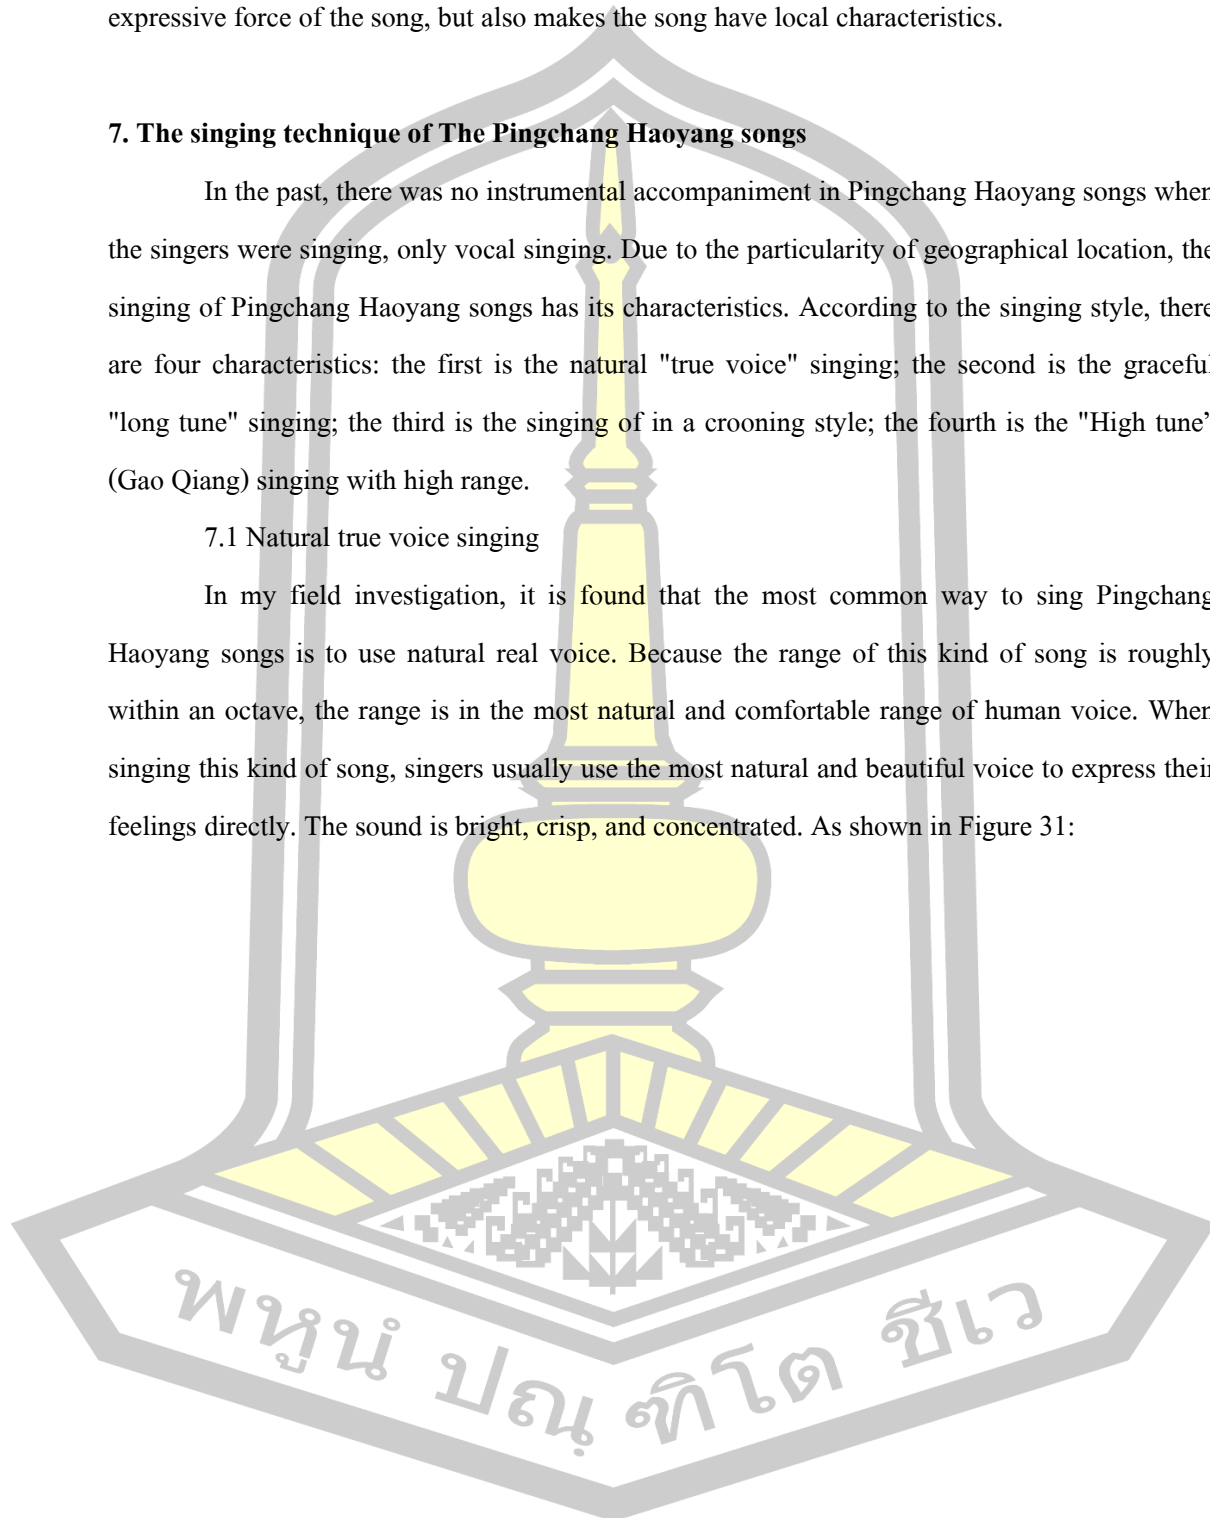 expressive force of the song, but also makes the song have local characteristics.
7. The singing technique of The Pingchang Haoyang songs
In the past, there was no instrumental accompaniment in Pingchang Haoyang songs when
the singers were singing, only vocal singing. Due to the particularity of geographical location, the
singing of Pingchang Haoyang songs has its characteristics. According to the singing style, there
are four characteristics: the first is the natural "true voice" singing; the second is the graceful
"long tune" singing; the third is the singing of in a crooning style; the fourth is the "High tune”
(Gao Qiang) singing with high range.
7.1 Natural true voice singing
In my field investigation, it is found that the most common way to sing Pingchang
Haoyang songs is to use natural real voice. Because the range of this kind of song is roughly
within an octave, the range is in the most natural and comfortable range of human voice. When
singing this kind of song, singers usually use the most natural and beautiful voice to express their
feelings directly. The sound is bright, crisp, and concentrated. As shown in Figure 31:
พหูนํ ปณฺฑิโต ชีเว